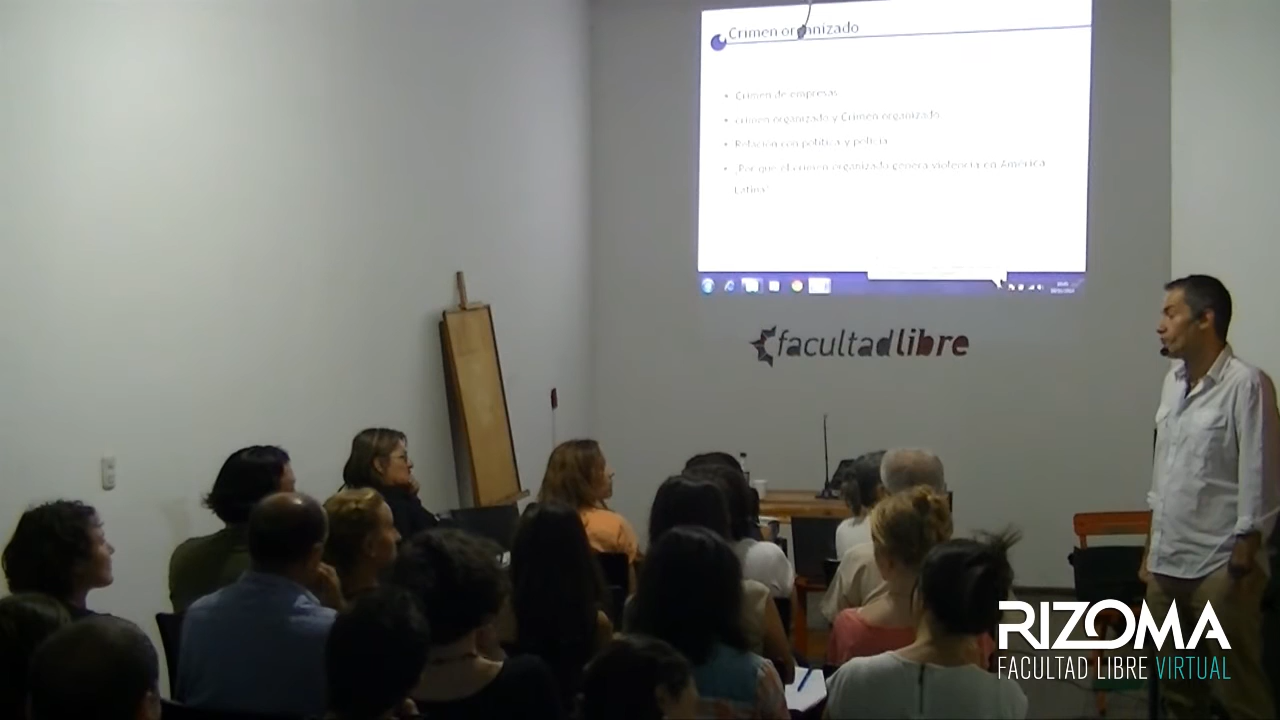 Crimen organizado
• Crimen de empresas
• crimen organizado y Crimen organizado
• Relación con política y policía
• ¿Por que el crimen organizado genera violencia en America
Latina?
facultadlibre
RIZOMA
FACULTAD LIBRE VIRTUAL